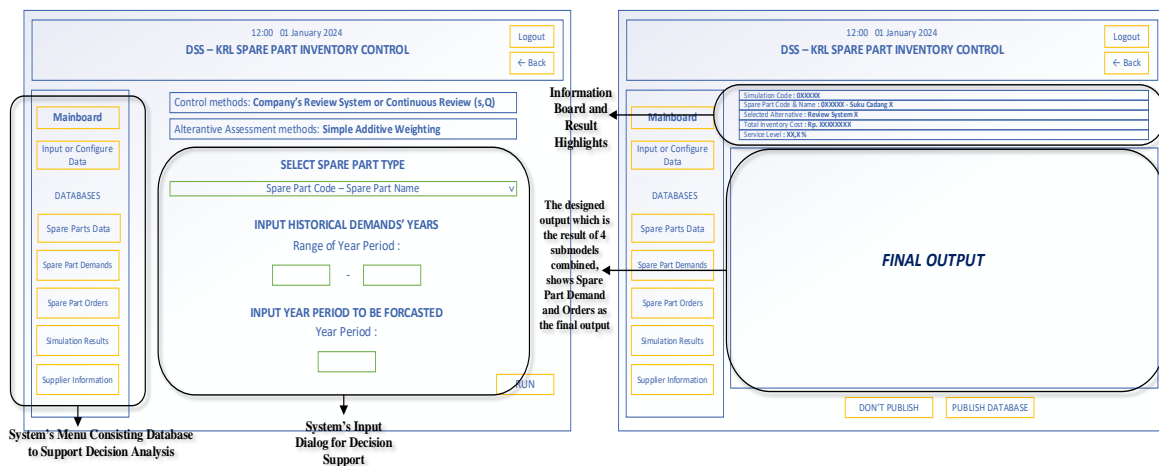 12:00 01 January 2024
DSS – KRL SPARE PART INVENTORY CONTROL
Logout
← Back
Mainboard
Input or Configure
Data
DATABASES
Spare Parts Data
Spare Part Demands
Spare Part Orders
Simulation Results
Supplier Information
Control methods: Company's Review System or Continuous Review (s,Q)
Alterantive Assessment methods: Simple Additive Weighting
SELECT SPARE PART TYPE
Spare Part Code – Spare Part Name v
INPUT HISTORICAL DEMANDS' YEARS
Range of Year Period :
-
INPUT YEAR PERIOD TO BE FORCASTED
Year Period :
RUN
System's Menu Consisting Database
to Support Decision Analysis
System's Input
Dialog for Decision
Support
Information
Board and
Result
Highlights
The designed
output which is
the result of 4
submodels
combined,
shows Spare
Part Demand
and Orders as
the final output
12:00 01 January 2024
DSS – KRL SPARE PART INVENTORY CONTROL
Logout
← Back
Mainboard
Input or Configure
Data
DATABASES
Spare Parts Data
Spare Part Demands
Spare Part Orders
Simulation Results
Supplier Information
Simulation Code : 0XXXXX
Spare Part Code & Name : 0XXXXX - Suku Cadang X
Selected Alternative : Review System X
Total Inventory Cost : Rp. XXXXXXXX
Service Level : XX,X %
FINAL OUTPUT
DON'T PUBLISH
PUBLISH DATABASE